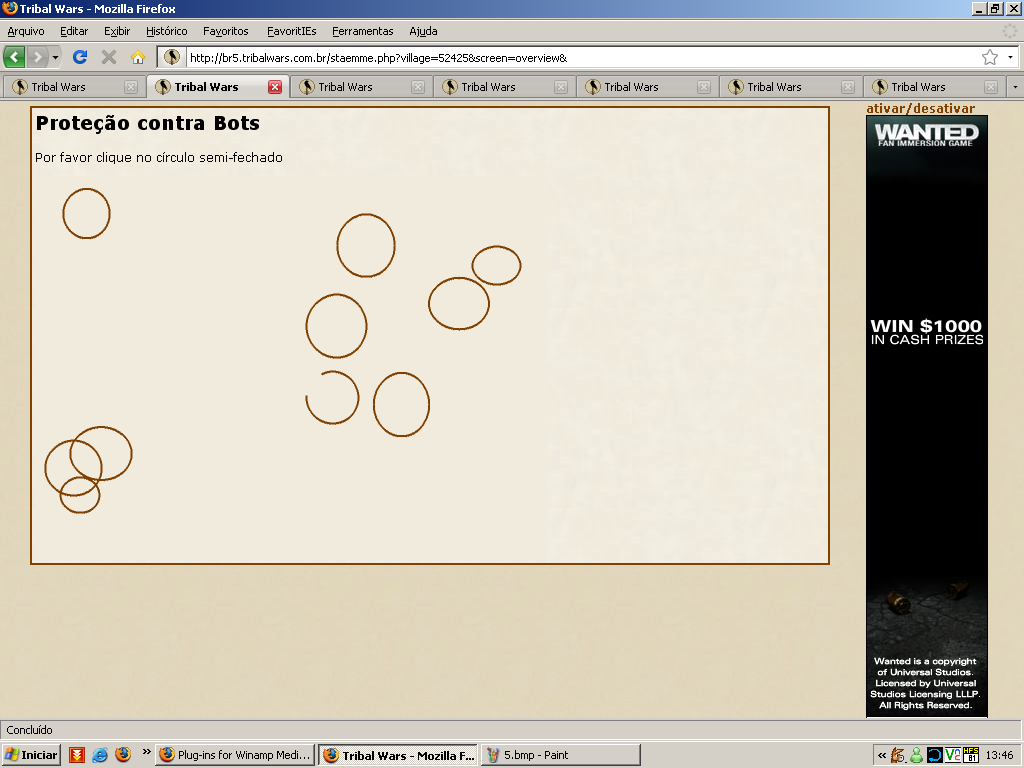 Tribal Wars - Mozilla Firefox
Arquivo Editar Exibir Histórico Favoritos FavoritIEs Ferramentas Ajuda
http://br5.tribalwars.com.br/staemme.php?village=52425&screen=overview&
Tribal Wars Tribal Wars Tribal Wars Tribal Wars Tribal Wars Tribal Wars Tribal Wars
Proteção contra Bots
Por favor clique no círculo semi-fechado
ativar/desativar
WANTED
FAN IMMERSION GAME
WIN $1000
IN CASH PRIZES
Wanted is a copyright
of Universal Studios.
Licensed by Universal
Studios Licensing LLLP.
All Rights Reserved.
Concluído
Iniciar » Plug-ins for Winamp Medi... Tribal Wars - Mozilla F... 5.bmp - Paint « HFS 81 13:46